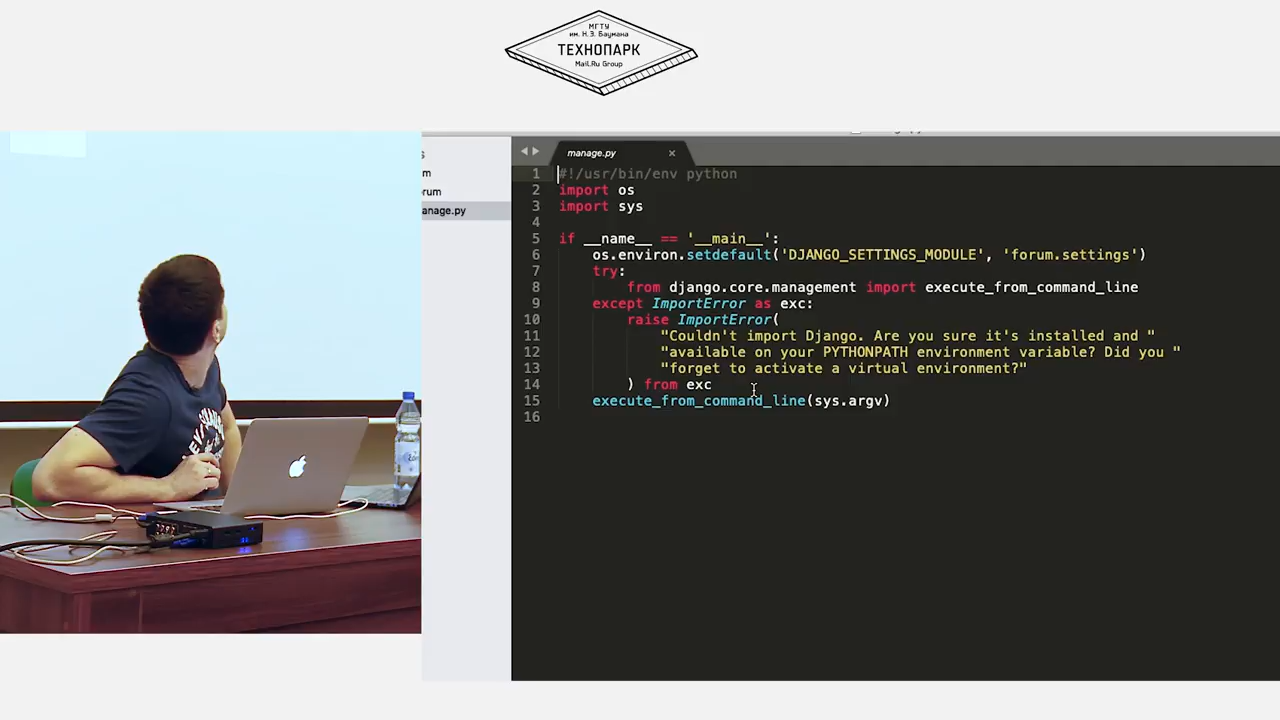 МГТУ
им. Н.Э. Баумана
ТЕХНОПАРК
Mail.Ru Group
manage.py
anage.py
1 #!/usr/bin/env python
2 import os
3 import sys
4
5 if __name__ == '__main__':
6 os.environ.setdefault('DJANGO_SETTINGS_MODULE', 'forum.settings')
7 try:
8 from django.core.management import execute_from_command_line
9 except ImportError as exc:
10 raise ImportError(
11 "Couldn't import Django. Are you sure it's installed and "
12 "available on your PYTHONPATH environment variable? Did you "
13 "forget to activate a virtual environment?"
14 ) from exc
15 execute_from_command_line(sys.argv)
16